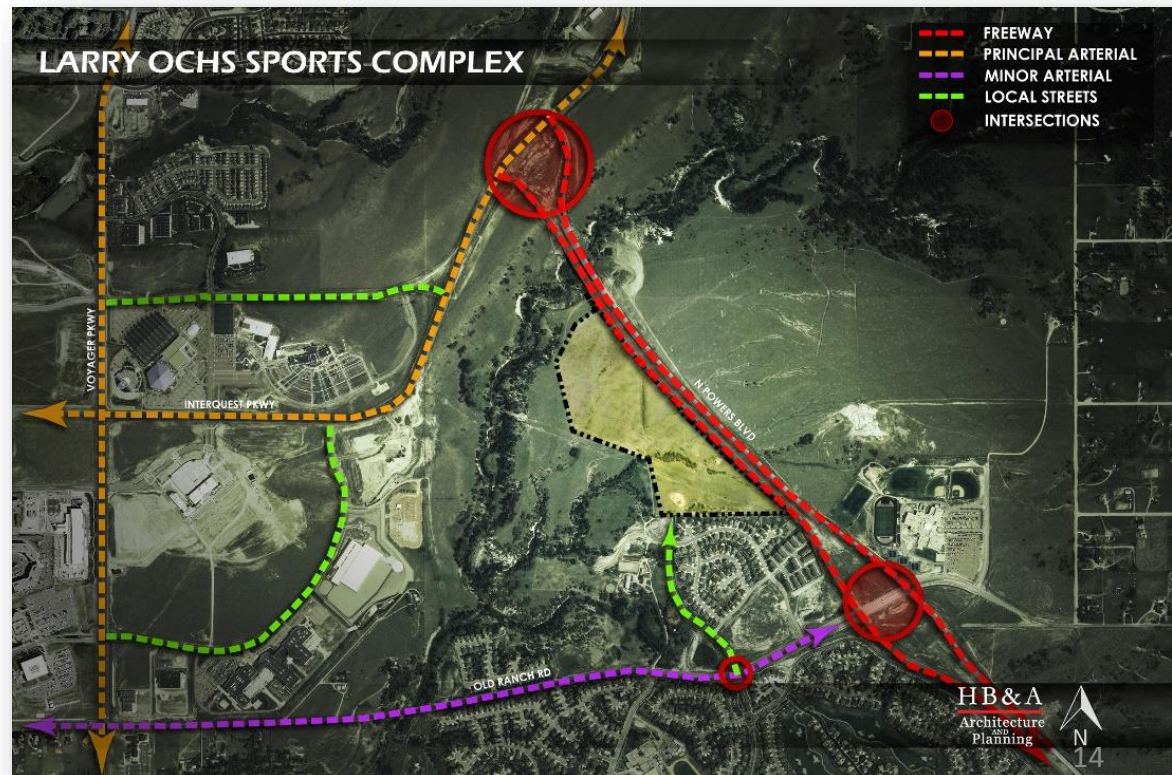 LARRY OCHS SPORTS COMPLEX
FREEWAY
PRINCIPAL ARTERIAL
MINOR ARTERIAL
LOCAL STREETS
INTERSECTIONS
VOYAGER PKWY
INTERQUEST PKWY
N POWERS BLVD
OLD RANCH RD
HB&A
Architecture
AND
Planning
N
14